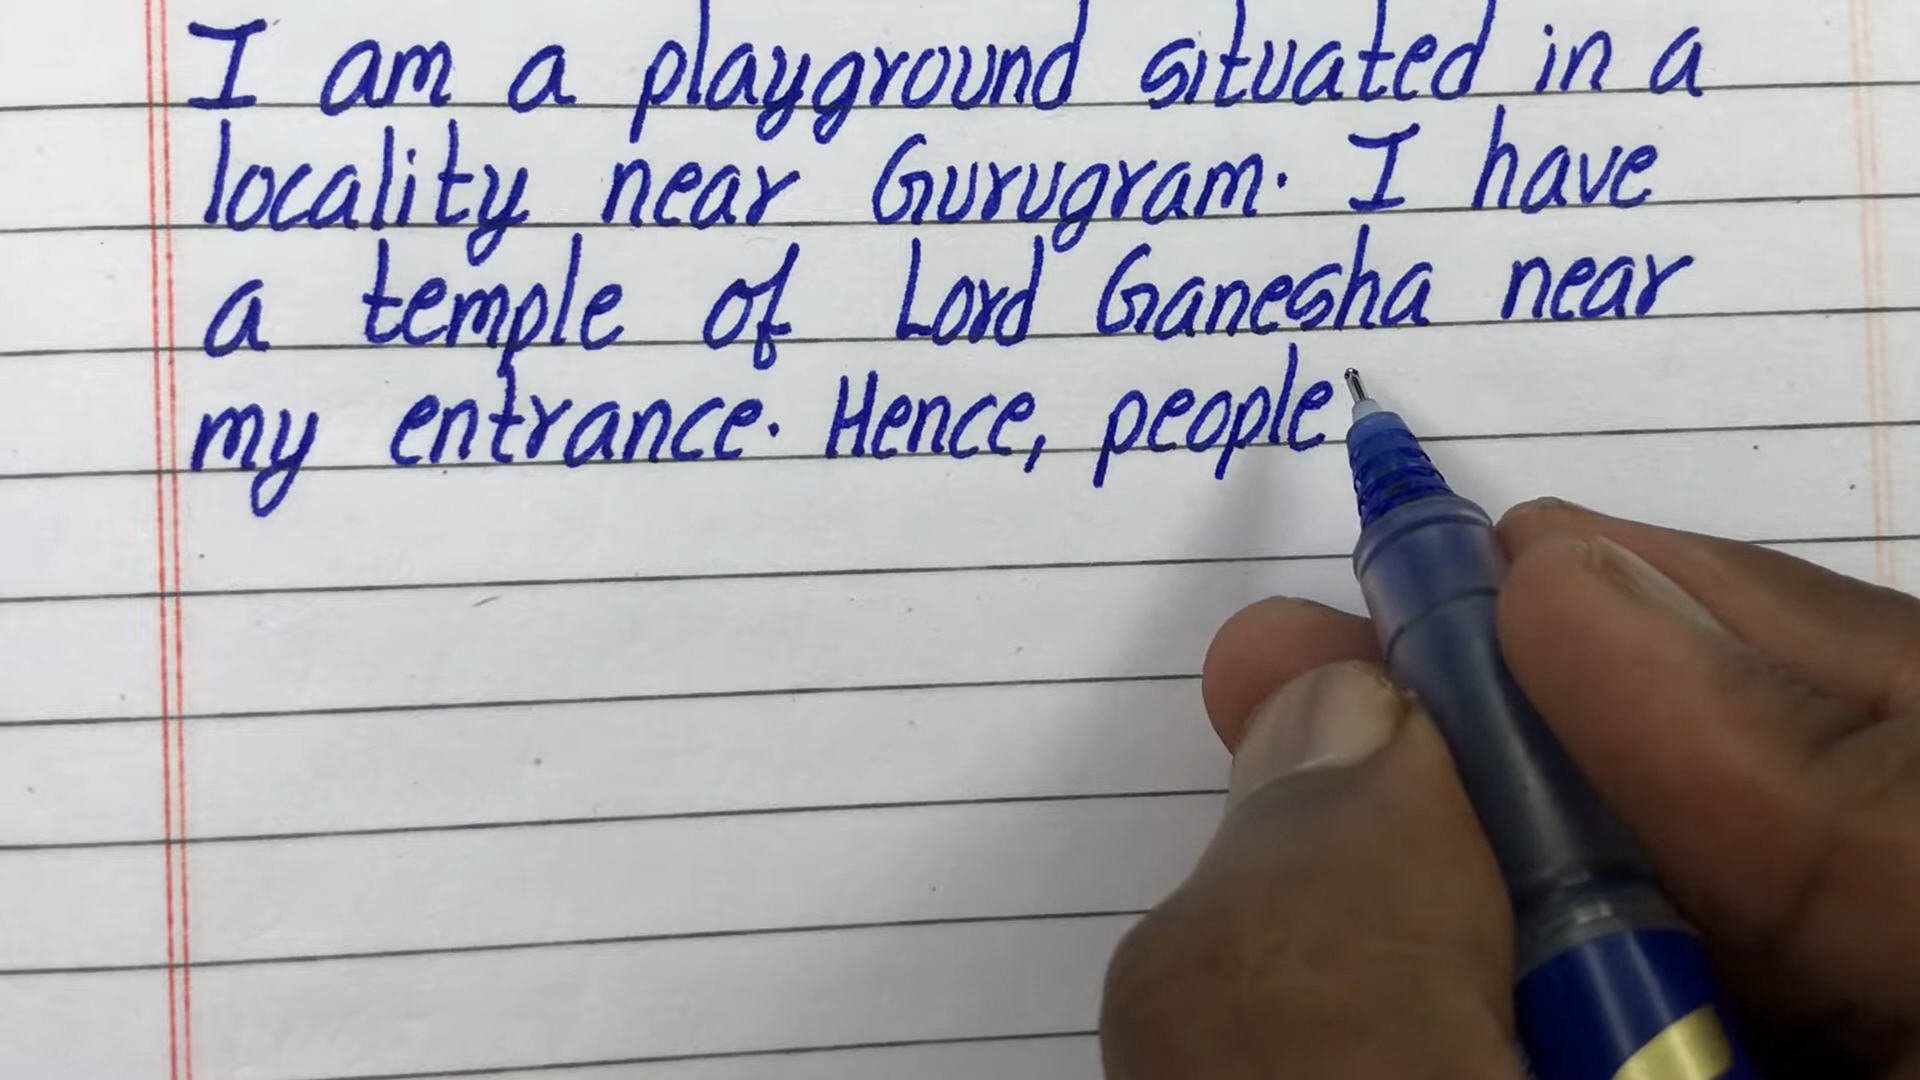 I am a playground situated in a
locality near Gurugram. I have
a temple of Lord Ganesha near
my entrance. Hence, people